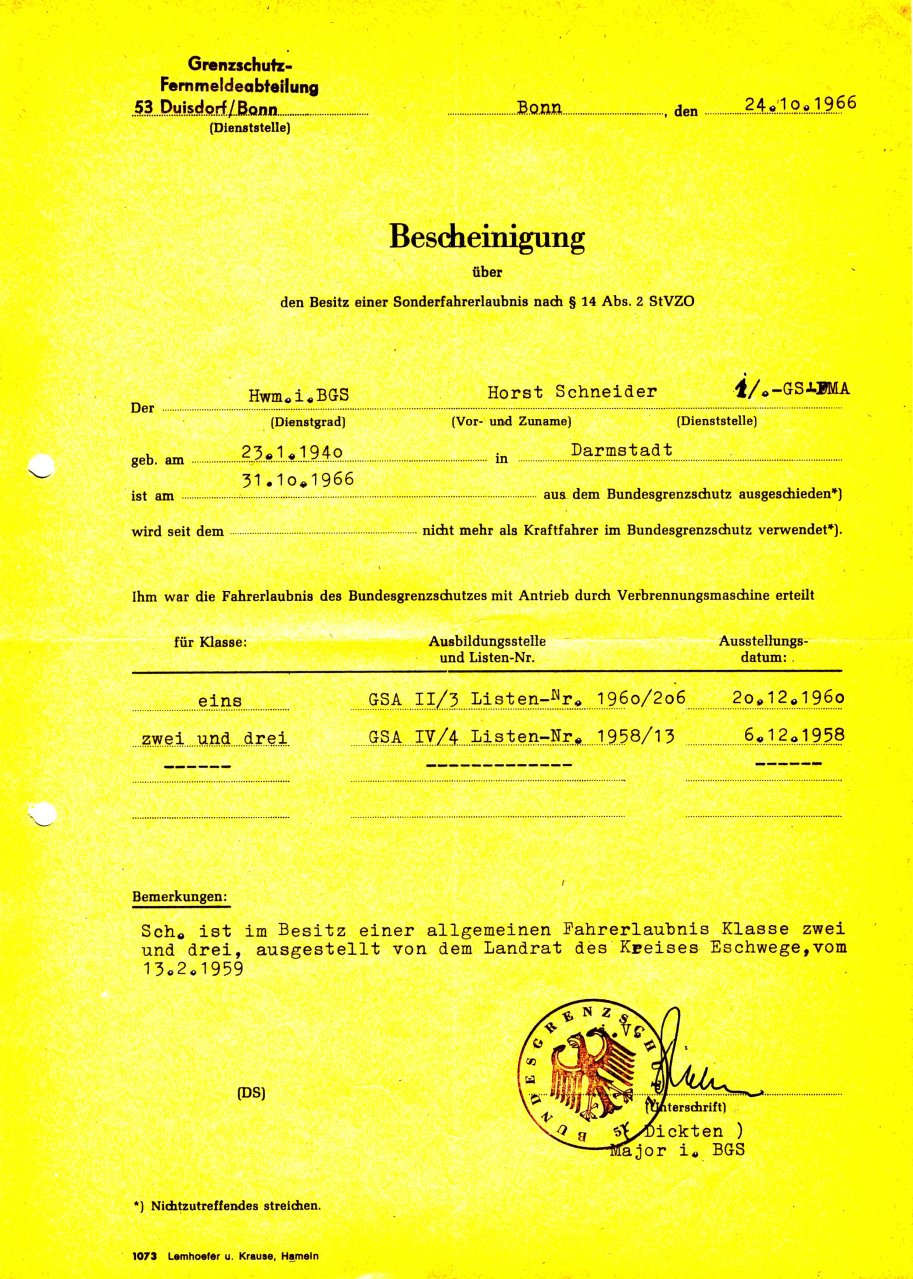 Grenzschutz-
Fernmeldeabteilung
53 Duisdorf/Bonn
(Dienststelle)
Bonn, den 24.10.1966
Bescheinigung
über
den Besitz einer Sonderfahrerlaubnis nach § 14 Abs. 2 StVZO
Der Hwm.i.BGS Horst Schneider 1/.-GS-FMA
(Dienstgrad) (Vor- und Zuname) (Dienststelle)
geb. am 23.1.1940 in Darmstadt
ist am 31.10.1966 aus dem Bundesgrenzschutz ausgeschieden*)
wird seit dem nicht mehr als Kraftfahrer im Bundesgrenzschutz verwendet*).
Ihm war die Fahrerlaubnis des Bundesgrenzschutzes mit Antrieb durch Verbrennungsmaschine erteilt
für Klasse: Ausbildungsstelle und Listen-Nr. Ausstellungs-datum:
eins GSA II/3 Listen-Nr. 1960/206 20.12.1960
zwei und drei GSA IV/4 Listen-Nr. 1958/13 6.12.1958
------ ------------- ------
Bemerkungen:
Sch. ist im Besitz einer allgemeinen Fahrerlaubnis Klasse zwei
und drei, ausgestellt von dem Landrat des Kreises Eschwege,vom
13.2.1959
BUNDESGRENZSCHUTZ
i.V.
(DS)
(Unterschrift)
( Dickten )
Major i. BGS
*) Nichtzutreffendes streichen.
1073 Lemhoefer u. Krause, Hameln